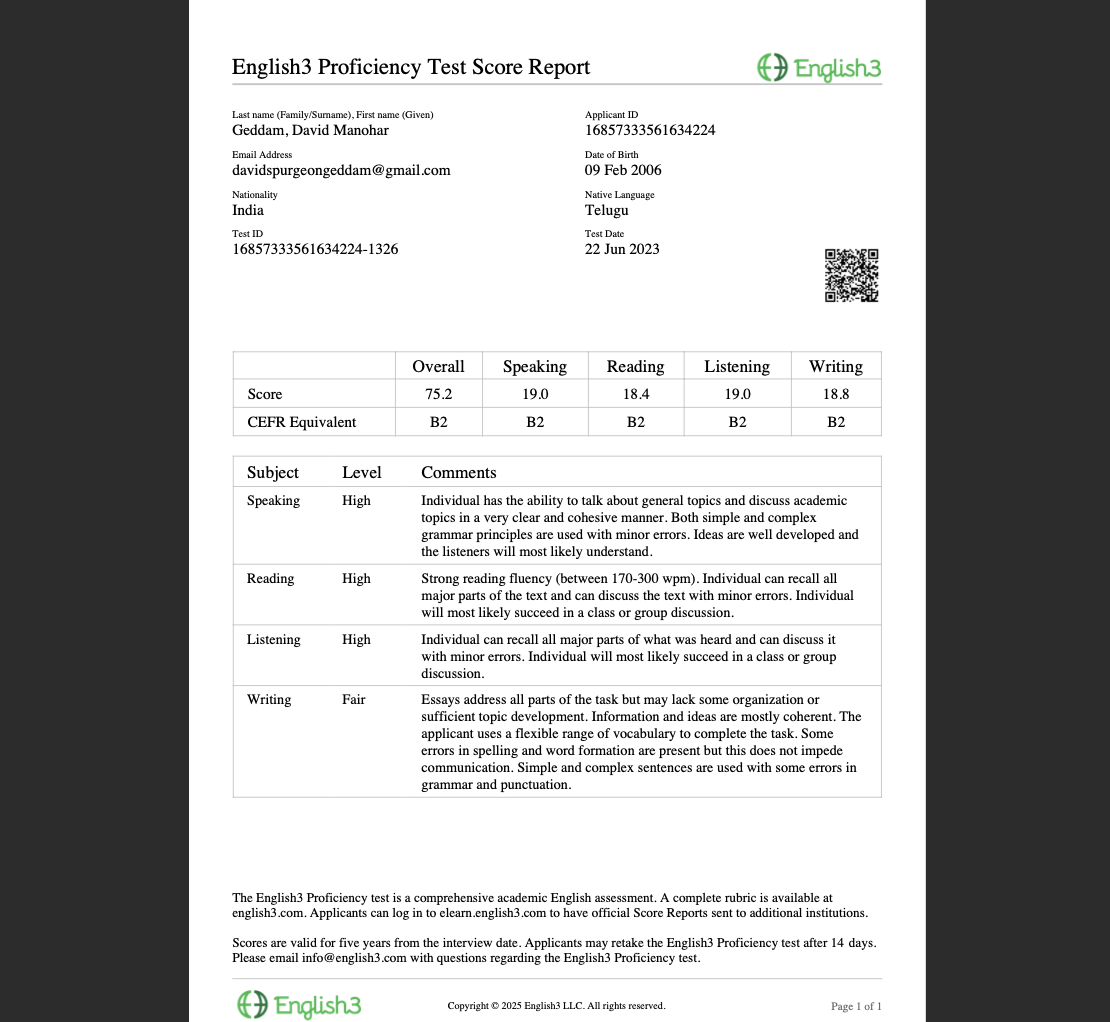 English3 Proficiency Test Score Report
English3
Last name (Family/Surname), First name (Given)
Geddam, David Manohar
Applicant ID
16857333561634224
Email Address
davidspurgeongeddam@gmail.com
Date of Birth
09 Feb 2006
Nationality
India
Native Language
Telugu
Test ID
16857333561634224-1326
Test Date
22 Jun 2023
Overall Speaking Reading Listening Writing
Score 75.2 19.0 18.4 19.0 18.8
CEFR Equivalent B2 B2 B2 B2 B2
Subject Level Comments
Speaking High Individual has the ability to talk about general topics and discuss academic
topics in a very clear and cohesive manner. Both simple and complex
grammar principles are used with minor errors. Ideas are well developed and
the listeners will most likely understand.
Reading High Strong reading fluency (between 170-300 wpm). Individual can recall all
major parts of the text and can discuss the text with minor errors. Individual
will most likely succeed in a class or group discussion.
Listening High Individual can recall all major parts of what was heard and can discuss it
with minor errors. Individual will most likely succeed in a class or group
discussion.
Writing Fair Essays address all parts of the task but may lack some organization or
sufficient topic development. Information and ideas are mostly coherent. The
applicant uses a flexible range of vocabulary to complete the task. Some
errors in spelling and word formation are present but this does not impede
communication. Simple and complex sentences are used with some errors in
grammar and punctuation.
The English3 Proficiency test is a comprehensive academic English assessment. A complete rubric is available at
english3.com. Applicants can log in to elearn.english3.com to have official Score Reports sent to additional institutions.
Scores are valid for five years from the interview date. Applicants may retake the English3 Proficiency test after 14 days.
Please email info@english3.com with questions regarding the English3 Proficiency test.
English3
Copyright © 2025 English3 LLC. All rights reserved.
Page 1 of 1